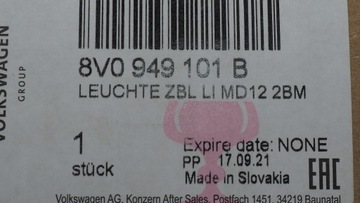 VOLKSWAGEN
GROUP
8V0 949 101 B
LEUCHTE ZBL LI MD12 2BM
1
stück
Expire date: NONE
PP 17.09.21
Made in Slovakia
EAC
Volkswagen AG, Konzern After Sales, Postfach 1451, 34219 Baunatal